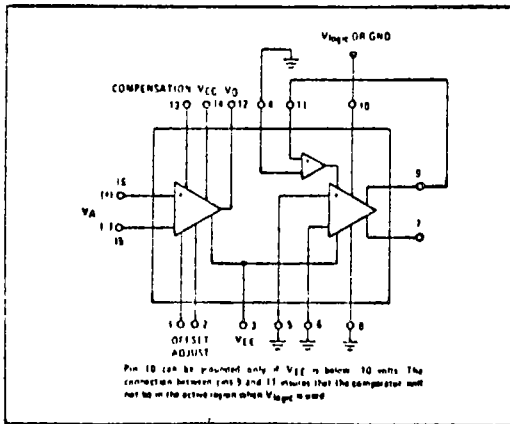 Vlogic OR GND
COMPENSATION VCC VO
13 14 12 4 11 10
9
16
(+)
VA
(-)
15
7
1 2 3 5 6 8
OFFSET
ADJUST
VEE
Pin 10 can be grounded only if VEE is below 10 volts. The
connection between pins 9 and 11 insures that the comparator will
not be in the active region when Vlogic is used